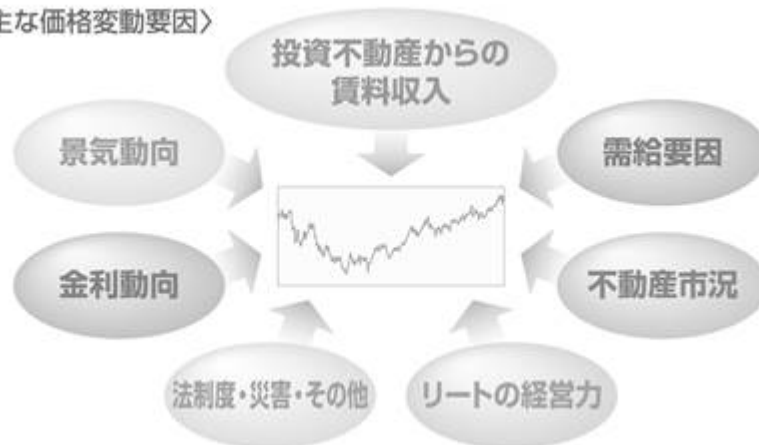 主な価格変動要因〉
投資不動産からの
賃料収入
景気動向
需給要因
金利動向
不動産市況
法制度・災害・その他
リートの経営力